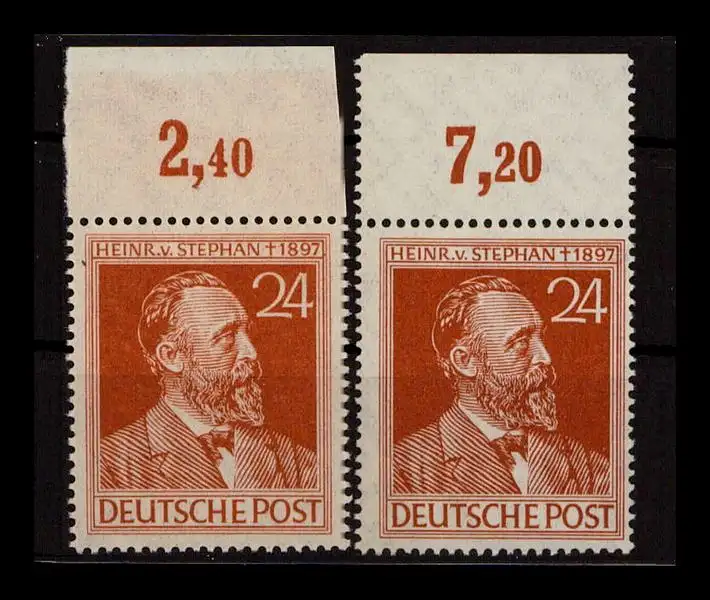 2,40
HEINR.v. STEPHAN †1897
24
DEUTSCHE POST
7,20
HEINR.v. STEPHAN †1897
24
DEUTSCHE POST